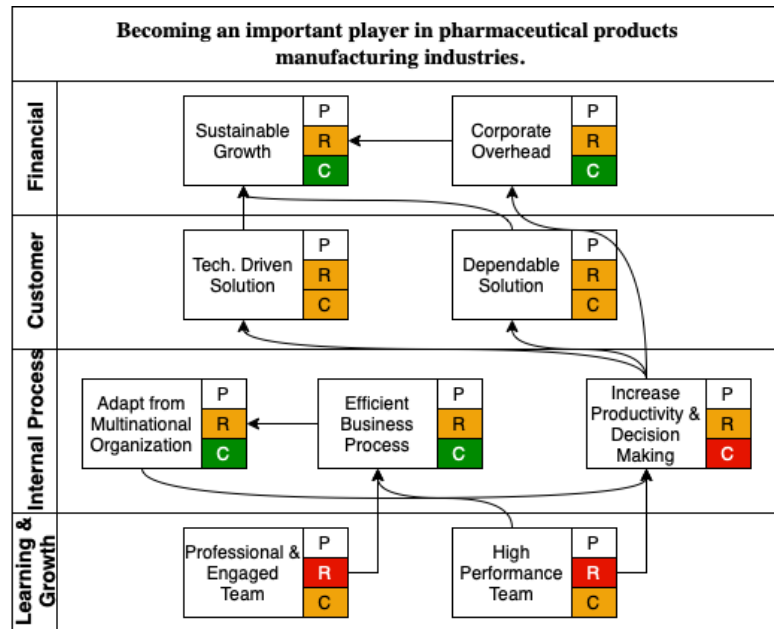 Becoming an important player in pharmaceutical products
manufacturing industries.
Financial
Sustainable
Growth
P
R
C
Corporate
Overhead
P
R
C
Customer
Tech. Driven
Solution
P
R
C
Dependable
Solution
P
R
C
Internal Process
Adapt from
Multinational
Organization
P
R
C
Efficient
Business
Process
P
R
C
Increase
Productivity &
Decision
Making
P
R
C
Learning &
Growth
Professional &
Engaged
Team
P
R
C
High
Performance
Team
P
R
C